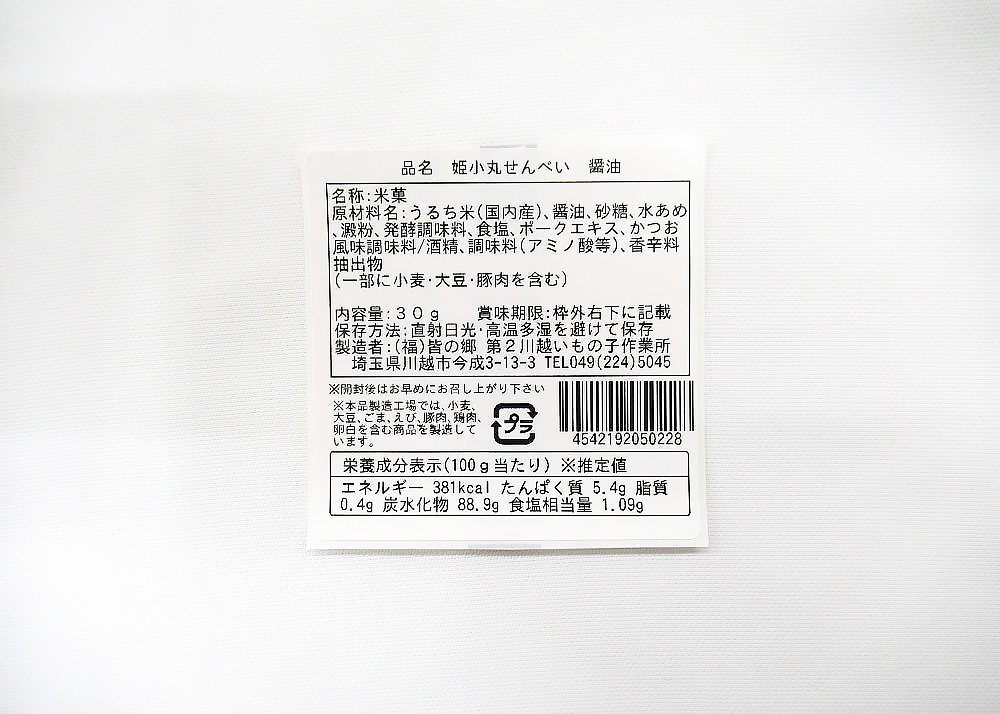 品名　姫小丸せんべい　醤油
名称:米菓
原材料名:うるち米(国内産)、醤油、砂糖、水あめ
、澱粉、発酵調味料、食塩、ポークエキス、かつお
風味調味料/酒精、調味料(アミノ酸等)、香辛料
抽出物
(一部に小麦・大豆・豚肉を含む)
内容量:３０ｇ　　賞味期限:枠外右下に記載
保存方法:直射日光・高温多湿を避けて保存
製造者:(福)皆の郷 第２川越いもの子作業所
埼玉県川越市今成3-13-3 TEL049(224)5045
※開封後はお早めにお召し上がり下さい
※本品製造工場では、小麦、
大豆、ごま、えび、豚肉、鶏肉、
卵白を含む商品を製造して
います。
プラ
4542192050228
栄養成分表示(100ｇ当たり) ※推定値
エネルギー 381kcal たんぱく質 5.4g 脂質
0.4g 炭水化物 88.9g 食塩相当量 1.09g